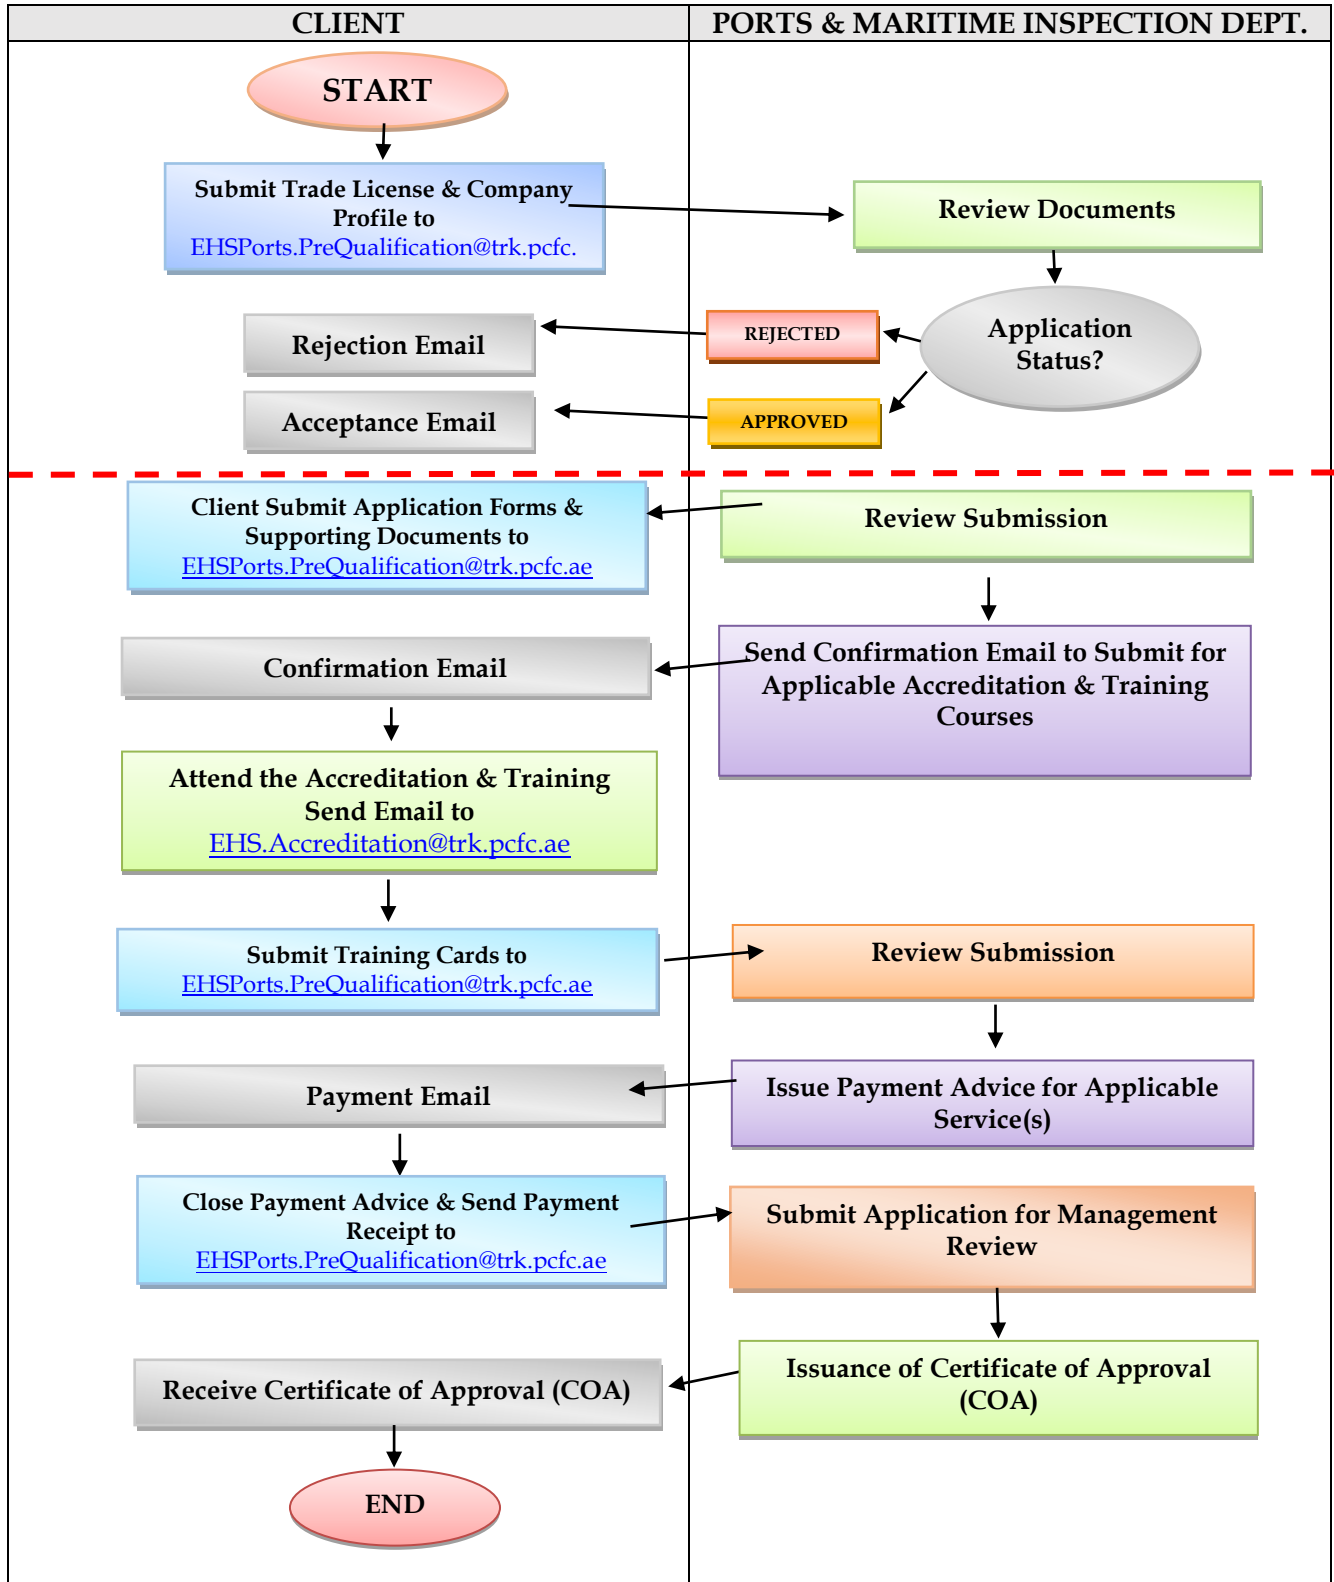 CLIENT
PORTS & MARITIME INSPECTION DEPT.
START
Submit Trade License & Company
Profile to
EHSPorts.PreQualification@trk.pcfc.
Review Documents
Application
Status?
REJECTED
Rejection Email
APPROVED
Acceptance Email
Client Submit Application Forms &
Supporting Documents to
EHSPorts.PreQualification@trk.pcfc.ae
Review Submission
Send Confirmation Email to Submit for
Applicable Accreditation & Training
Courses
Confirmation Email
Attend the Accreditation & Training
Send Email to
EHS.Accreditation@trk.pcfc.ae
Submit Training Cards to
EHSPorts.PreQualification@trk.pcfc.ae
Review Submission
Issue Payment Advice for Applicable
Service(s)
Payment Email
Close Payment Advice & Send Payment
Receipt to
EHSPorts.PreQualification@trk.pcfc.ae
Submit Application for Management
Review
Issuance of Certificate of Approval
(COA)
Receive Certificate of Approval (COA)
END